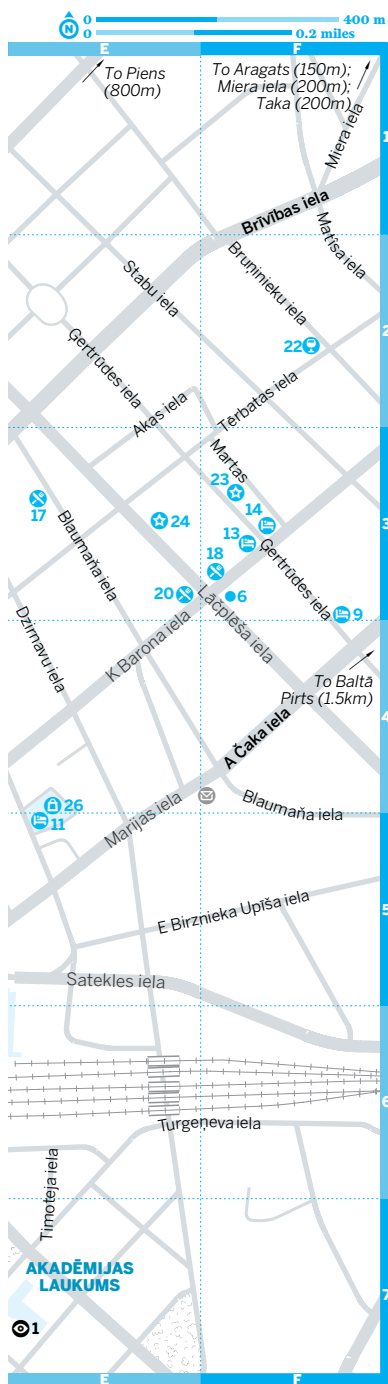 N
0 400 m
0 0.2 miles
E F
To Piens
(800m)
To Aragats (150m);
Miera iela (200m);
Taka (200m)
1
Miera iela
Brīvības iela
Matīsa iela
Bruņinieku iela
Stabu iela
2
Ģertrūdes iela
22
Tērbatas iela
Akas iela
Martas
23
14
17
24
3
13
Blaumaņa iela
18
Ģertrūdes iela
20
6
9
Lāčplēša iela
K Barona iela
Dzirnavu iela
To Baltā
Pirts (1.5km)
4
A Čaka iela
26
11
Marijas iela
Blaumaņa iela
5
E Birznieka Upīša iela
Satekles iela
6
Turgeņeva iela
Timoteja iela
AKADĒMIJAS
LAUKUMS
7
1
E F